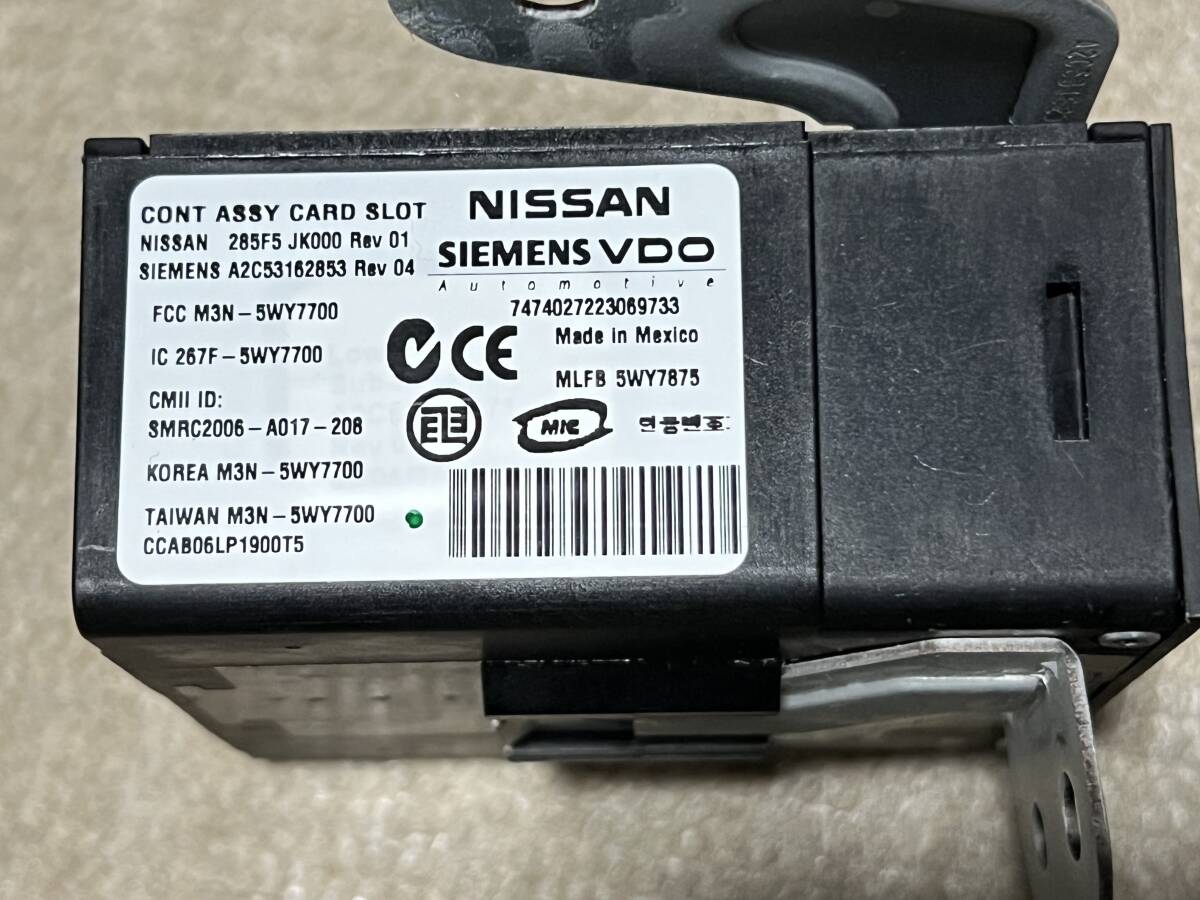 CONT ASSY CARD SLOT
NISSAN 285F5 JK000 Rev 01
SIEMENS A2C53162853 Rev 04
NISSAN
SIEMENS VDO
Automotive
7474027223069733
FCC M3N-5WY7700
Made in Mexico
IC 267F-5WY7700
CE
MLFB 5WY7875
CMII ID:
SMRC2006-A017-208
MIC
KOREA M3N-5WY7700
TAIWAN M3N-5WY7700
CCAB06LP1900T5